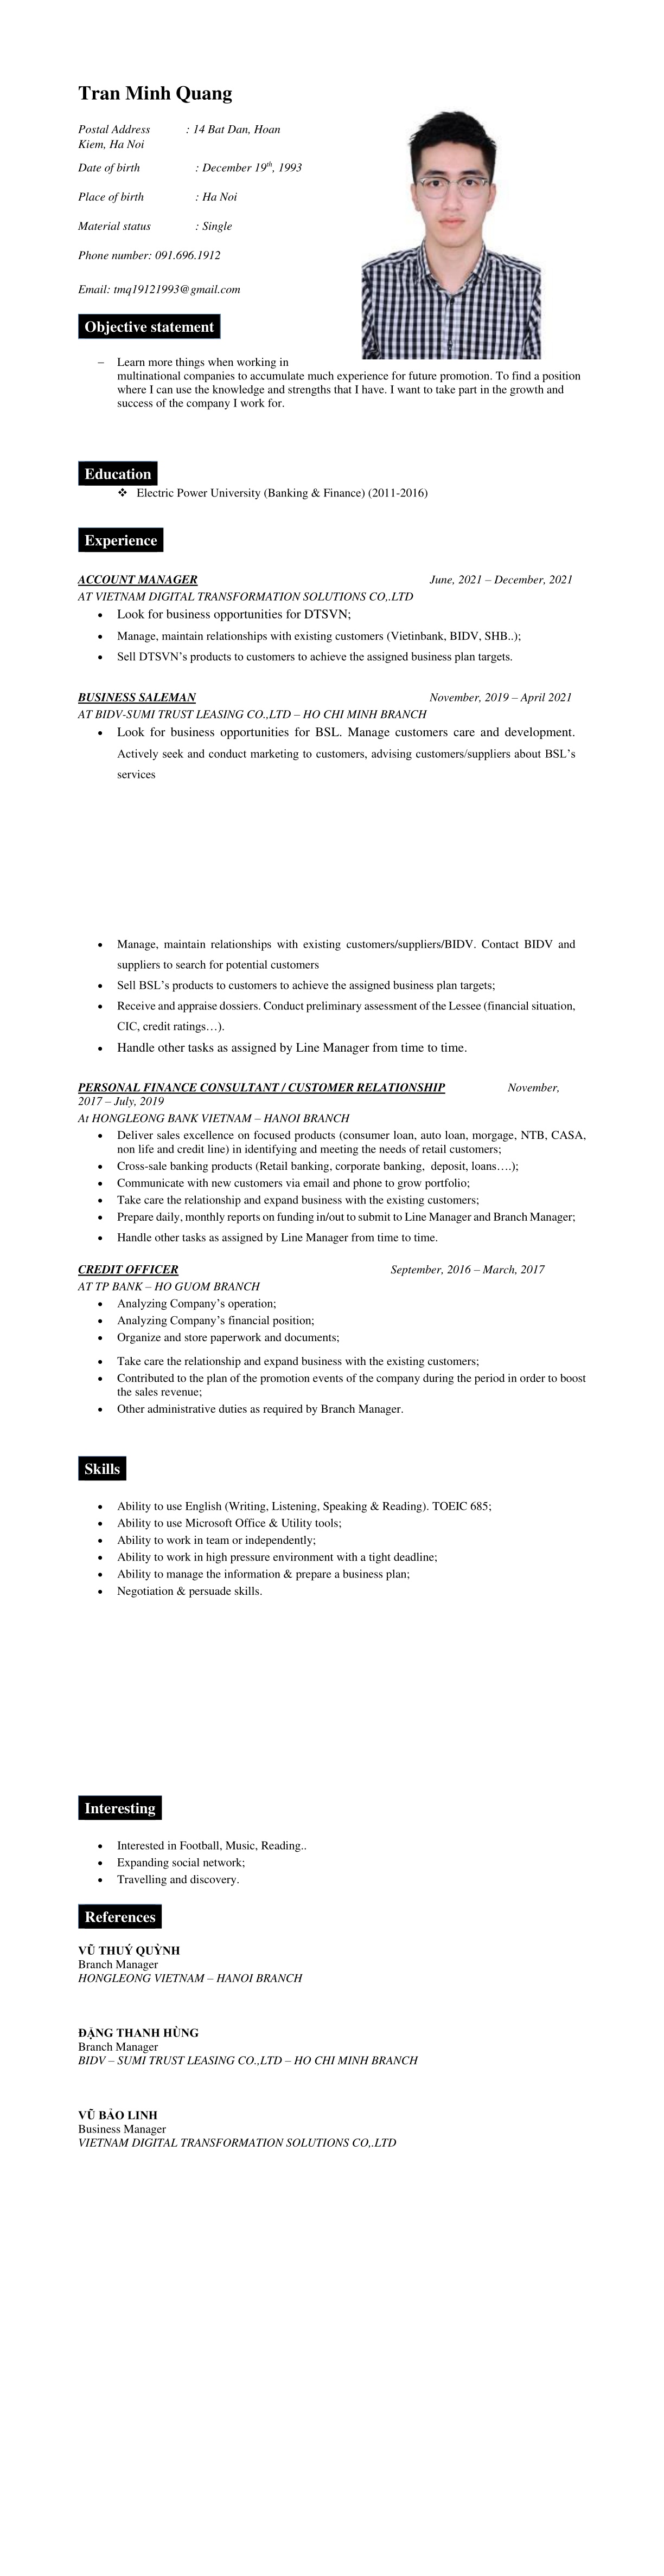 Tran Minh Quang
Postal Address : 14 Bat Dan, Hoan
Kiem, Ha Noi
Date of birth : December 19th, 1993
Place of birth : Ha Noi
Material status : Single
Phone number: 091.696.1912
Email: tmq19121993@gmail.com
Objective statement
– Learn more things when working in
multinational companies to accumulate much experience for future promotion. To find a position
where I can use the knowledge and strengths that I have. I want to take part in the growth and
success of the company I work for.
Education
❖ Electric Power University (Banking & Finance) (2011-2016)
Experience
ACCOUNT MANAGER June, 2021 – December, 2021
AT VIETNAM DIGITAL TRANSFORMATION SOLUTIONS CO,.LTD
• Look for business opportunities for DTSVN;
• Manage, maintain relationships with existing customers (Vietinbank, BIDV, SHB..);
• Sell DTSVN’s products to customers to achieve the assigned business plan targets.
BUSINESS SALEMAN November, 2019 – April 2021
AT BIDV-SUMI TRUST LEASING CO.,LTD – HO CHI MINH BRANCH
• Look for business opportunities for BSL. Manage customers care and development.
Actively seek and conduct marketing to customers, advising customers/suppliers about BSL’s
services
• Manage, maintain relationships with existing customers/suppliers/BIDV. Contact BIDV and
suppliers to search for potential customers
• Sell BSL’s products to customers to achieve the assigned business plan targets;
• Receive and appraise dossiers. Conduct preliminary assessment of the Lessee (financial situation,
CIC, credit ratings…).
• Handle other tasks as assigned by Line Manager from time to time.
PERSONAL FINANCE CONSULTANT / CUSTOMER RELATIONSHIP November,
2017 – July, 2019
At HONGLEONG BANK VIETNAM – HANOI BRANCH
• Deliver sales excellence on focused products (consumer loan, auto loan, morgage, NTB, CASA,
non life and credit line) in identifying and meeting the needs of retail customers;
• Cross-sale banking products (Retail banking, corporate banking, deposit, loans….);
• Communicate with new customers via email and phone to grow portfolio;
• Take care the relationship and expand business with the existing customers;
• Prepare daily, monthly reports on funding in/out to submit to Line Manager and Branch Manager;
• Handle other tasks as assigned by Line Manager from time to time.
CREDIT OFFICER September, 2016 – March, 2017
AT TP BANK – HO GUOM BRANCH
• Analyzing Company’s operation;
• Analyzing Company’s financial position;
• Organize and store paperwork and documents;
• Take care the relationship and expand business with the existing customers;
• Contributed to the plan of the promotion events of the company during the period in order to boost
the sales revenue;
• Other administrative duties as required by Branch Manager.
Skills
• Ability to use English (Writing, Listening, Speaking & Reading). TOEIC 685;
• Ability to use Microsoft Office & Utility tools;
• Ability to work in team or independently;
• Ability to work in high pressure environment with a tight deadline;
• Ability to manage the information & prepare a business plan;
• Negotiation & persuade skills.
Interesting
• Interested in Football, Music, Reading..
• Expanding social network;
• Travelling and discovery.
References
VŨ THUÝ QUỲNH
Branch Manager
HONGLEONG VIETNAM – HANOI BRANCH
ĐẶNG THANH HÙNG
Branch Manager
BIDV – SUMI TRUST LEASING CO.,LTD – HO CHI MINH BRANCH
VŨ BẢO LINH
Business Manager
VIETNAM DIGITAL TRANSFORMATION SOLUTIONS CO,.LTD